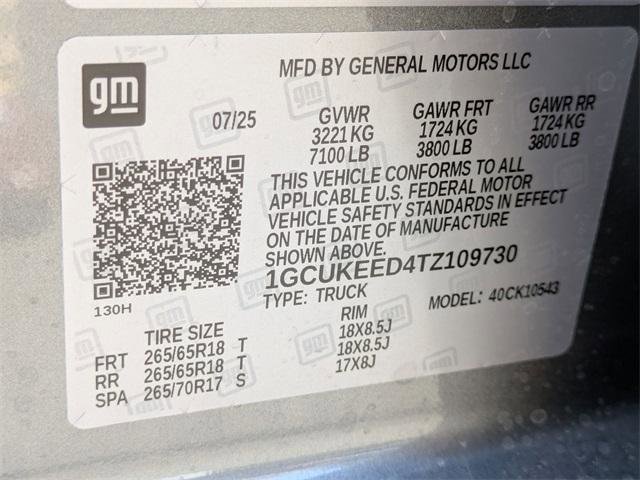 gm
MFD BY GENERAL MOTORS LLC
07/25
GVWR GAWR FRT GAWR RR
3221 KG 1724 KG 1724 KG
7100 LB 3800 LB 3800 LB
THIS VEHICLE CONFORMS TO ALL
APPLICABLE U.S. FEDERAL MOTOR
VEHICLE SAFETY STANDARDS IN EFFECT
ON THE DATE OF MANUFACTURE
SHOWN ABOVE.
1GCUKEED4TZ109730
130H
TYPE: TRUCK MODEL: 40CK10543
TIRE SIZE RIM
FRT 265/65R18 T 18X8.5J
RR 265/65R18 T 18X8.5J
SPA 265/70R17 S 17X8J